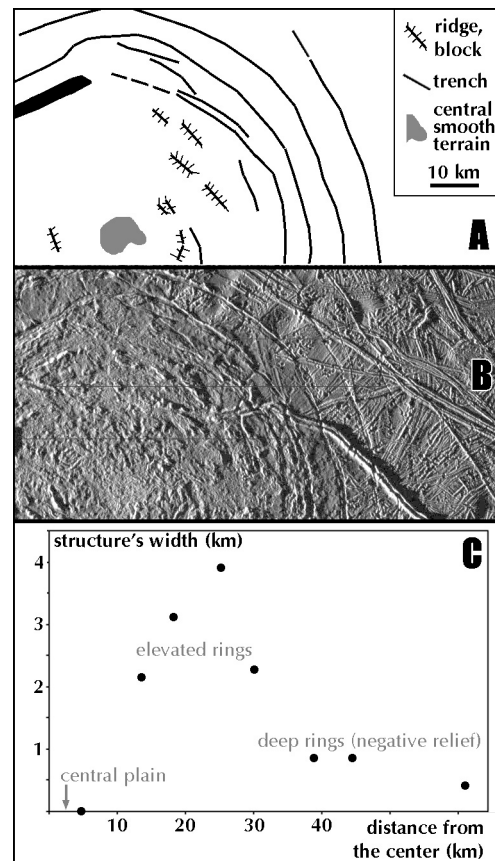 ridge,
block
trench
central
smooth
terrain
10 km
A
B
structure's width (km)
C
4
3
elevated rings
2
deep rings (negative relief)
1
central plain
10 20 30 40
distance from
the center (km)
60